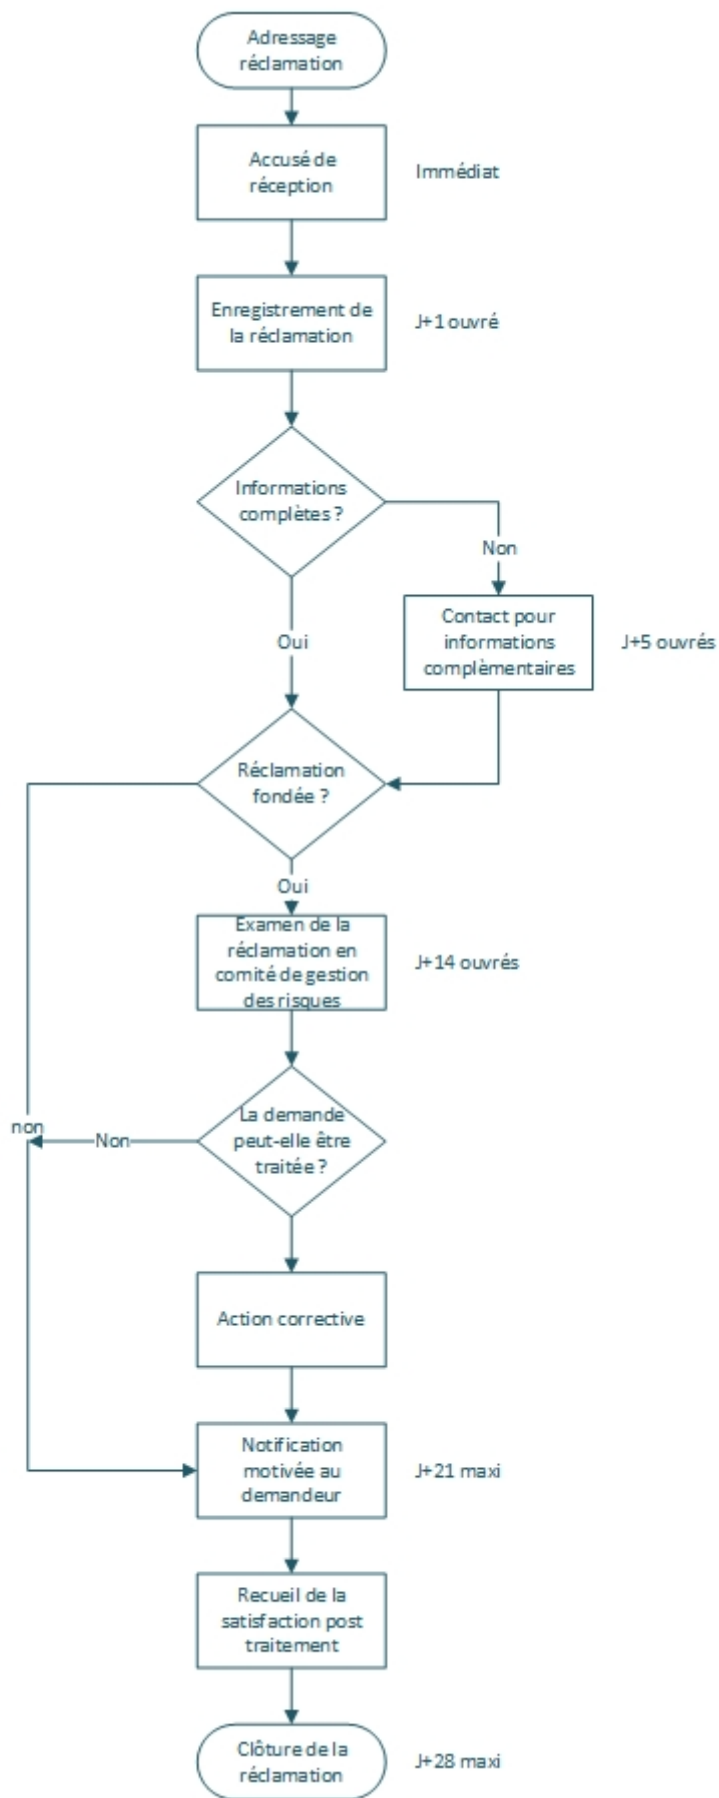 Adressage
réclamation
Accusé de
réception
Immédiat
Enregistrement de
la réclamation
J+1 ouvré
Informations
complètes ?
Non
Contact pour
informations
complèmentaires
J+5 ouvrés
Oui
Réclamation
fondée ?
Oui
Examen de la
réclamation en
comité de gestion
des risques
J+14 ouvrés
La demande
peut-elle être
traitée ?
non
Non
Action corrective
Notification
motivée au
demandeur
J+21 maxi
Recueil de la
satisfaction post
traitement
Clôture de la
réclamation
J+28 maxi